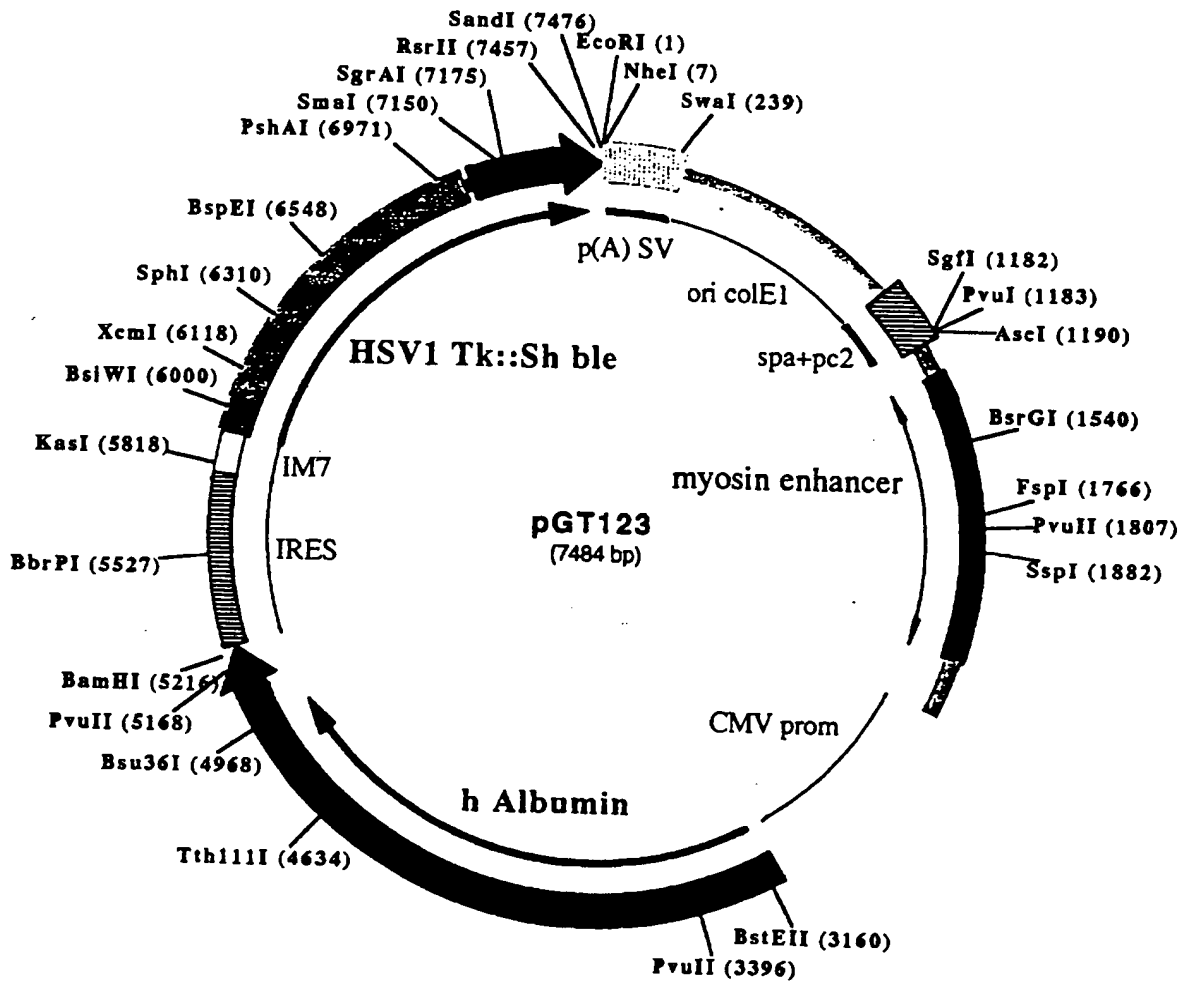 SandI (7476)
EcoRI (1)
RsrII (7457)
NheI (7)
SgrAI (7175)
SwaI (239)
SmaI (7150)
PshAI (6971)
BspEI (6548)
p(A) SV
SgfI (1182)
SphI (6310)
ori colE1
PvuI (1183)
XcmI (6118)
AscI (1190)
HSV1 Tk::Sh ble
spa+pc2
BsiWI (6000)
BsrGI (1540)
KasI (5818)
IM7
myosin enhancer
FspI (1766)
pGT123
PvuII (1807)
(7484 bp)
IRES
BbrPI (5527)
SspI (1882)
BamHI (5216)
PvuII (5168)
CMV prom
Bsu36I (4968)
h Albumin
Tth111I (4634)
BstEII (3160)
PvuII (3396)